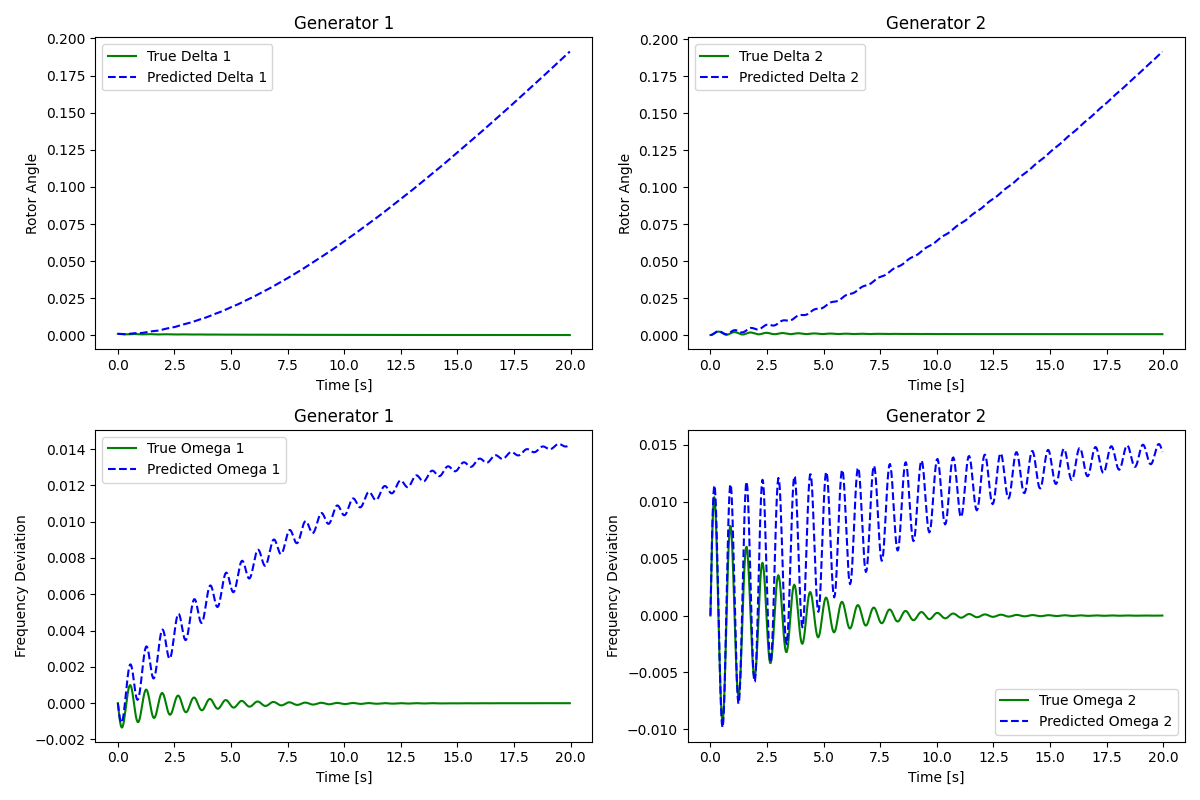 Generator 1
0.200
0.175
0.150
0.125
0.100
0.075
0.050
0.025
0.000
Rotor Angle
True Delta 1
Predicted Delta 1
0.0 2.5 5.0 7.5 10.0 12.5 15.0 17.5 20.0
Time [s]
Generator 2
0.200
0.175
0.150
0.125
0.100
0.075
0.050
0.025
0.000
Rotor Angle
True Delta 2
Predicted Delta 2
0.0 2.5 5.0 7.5 10.0 12.5 15.0 17.5 20.0
Time [s]
Generator 1
0.014
0.012
0.010
0.008
0.006
0.004
0.002
0.000
−0.002
Frequency Deviation
True Omega 1
Predicted Omega 1
0.0 2.5 5.0 7.5 10.0 12.5 15.0 17.5 20.0
Time [s]
Generator 2
0.015
0.010
0.005
0.000
−0.005
−0.010
Frequency Deviation
True Omega 2
Predicted Omega 2
0.0 2.5 5.0 7.5 10.0 12.5 15.0 17.5 20.0
Time [s]